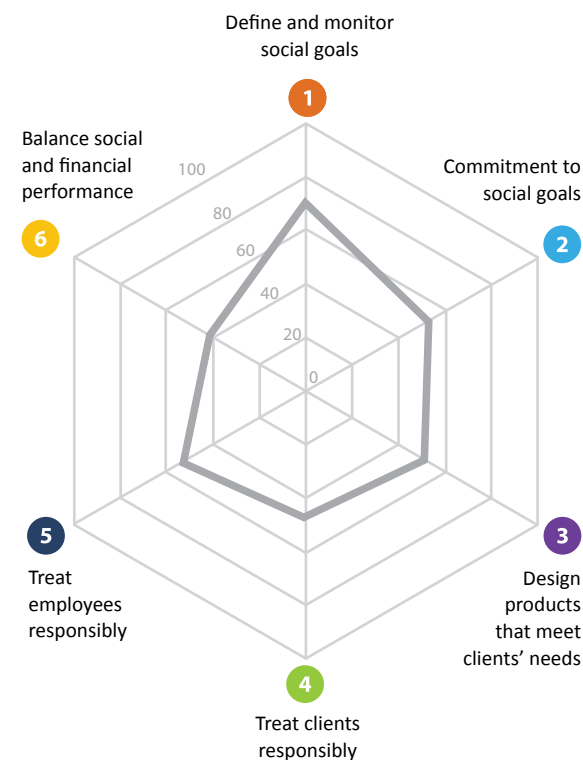 Define and monitor
social goals
1
Balance social
and financial
performance
6
Commitment to
social goals
2
100
80
60
40
20
0
5
Treat
employees
responsibly
3
Design
products
that meet
clients’ needs
4
Treat clients
responsibly